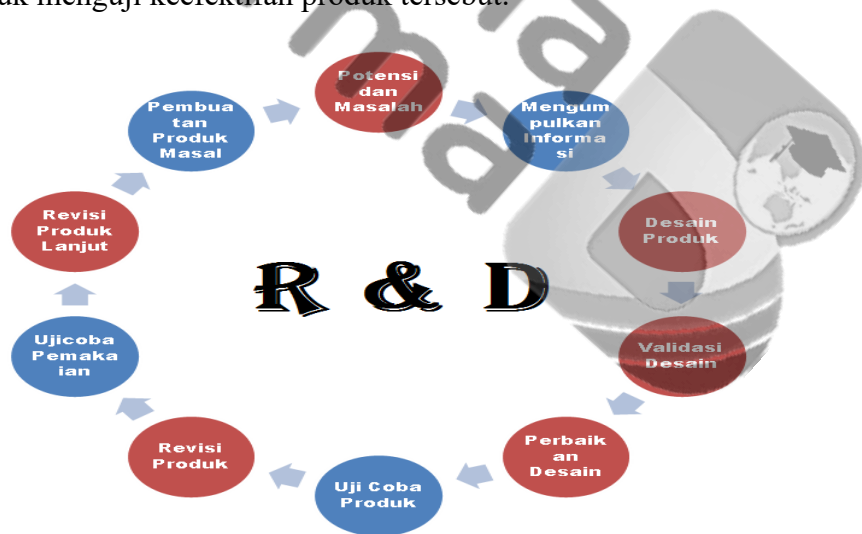 uk menguji keefektifan produk tersebut.
Potensi
dan
Masalah
Mengum
pulkan
Informa
si
Desain
Produk
Validasi
Desain
Perbaik
an
Desain
Uji Coba
Produk
Revisi
Produk
Ujicoba
Pemaka
ian
Revisi
Produk
Lanjut
Pembua
tan
Produk
Masal
R & D